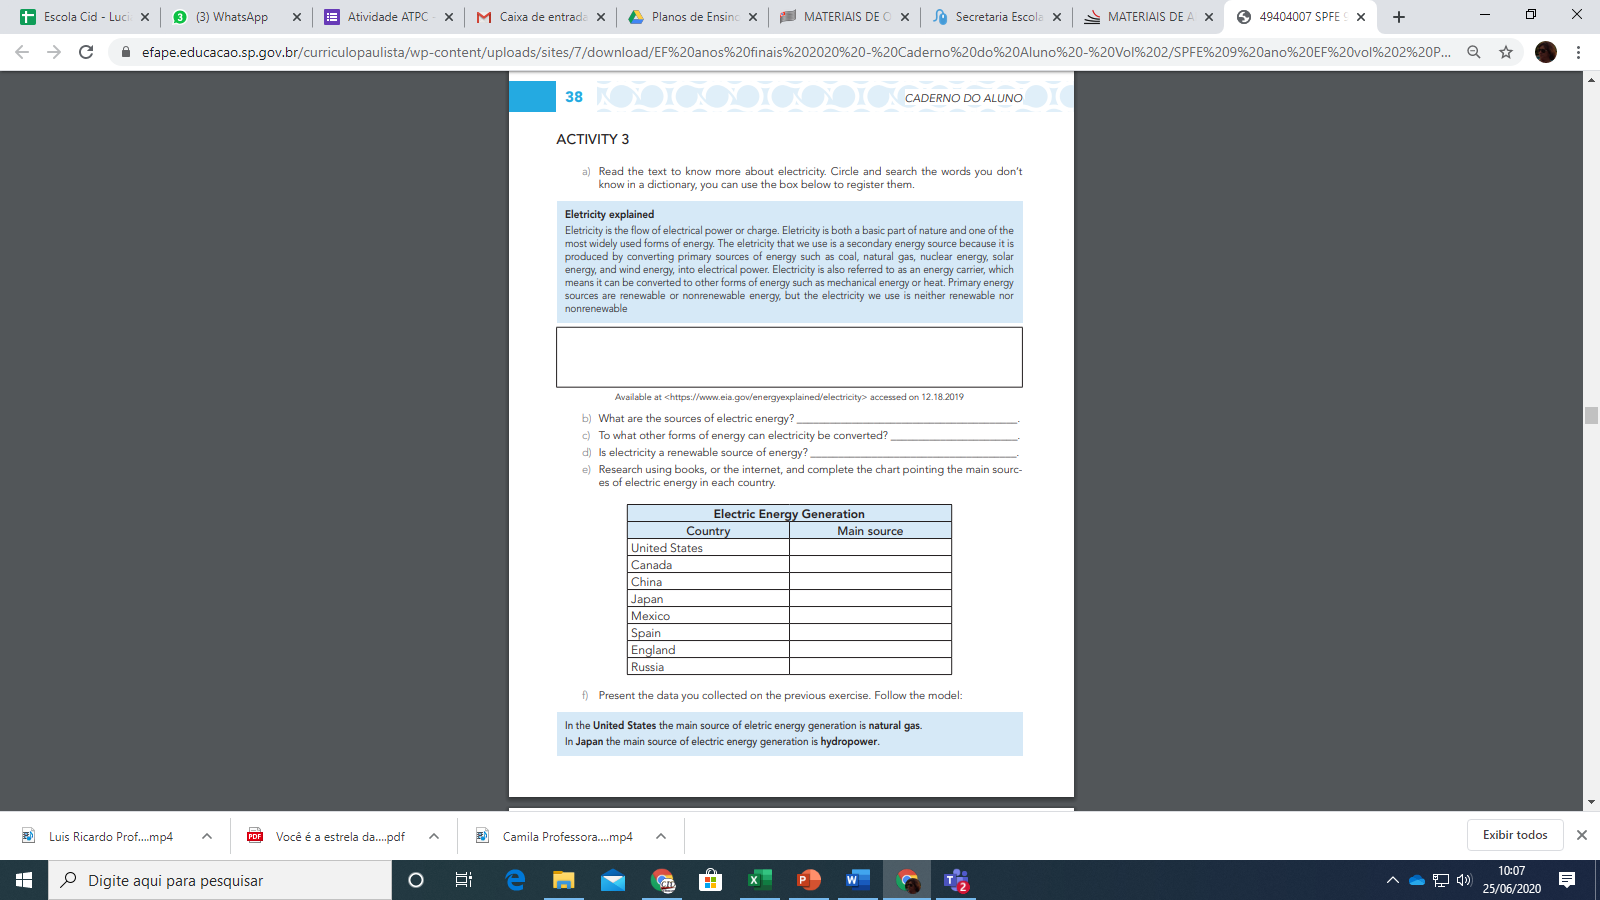 Escola Cid - Luci
(3) WhatsApp
Atividade ATPC -
Caixa de entrada
Planos de Ensino
MATERIAIS DE O
Secretaria Escola
MATERIAIS DE A
49404007 SPFE 9
efape.educacao.sp.gov.br/curriculopaulista/wp-content/uploads/sites/7/download/EF%20anos%20finais%202020%20-%20Caderno%20do%20Aluno%20-%20Vol%202/SPFE%209%20ano%20EF%20vol%202%20P...
38
CADERNO DO ALUNO
ACTIVITY 3
a) Read the text to know more about electricity. Circle and search the words you don't
know in a dictionary, you can use the box below to register them.
Eletricity explained
Eletricity is the flow of electrical power or charge. Eletricity is both a basic part of nature and one of the
most widely used forms of energy. The eletricity that we use is a secondary energy source because it is
produced by converting primary sources of energy such as coal, natural gas, nuclear energy, solar
energy, and wind energy, into electrical power. Electricity is also referred to as an energy carrier, which
means it can be converted to other forms of energy such as mechanical energy or heat. Primary energy
sources are renewable or nonrenewable energy, but the electricity we use is neither renewable nor
nonrenewable
Available at <https://www.eia.gov/energyexplained/electricity> accessed on 12.18.2019
b) What are the sources of electric energy? ____________________.
c) To what other forms of energy can electricity be converted? ____________________.
d) Is electricity a renewable source of energy? ____________________.
e) Research using books, or the internet, and complete the chart pointing the main sourc-
es of electric energy in each country.
Electric Energy Generation
Country Main source
United States
Canada
China
Japan
Mexico
Spain
England
Russia
f) Present the data you collected on the previous exercise. Follow the model:
In the United States the main source of eletric energy generation is natural gas.
In Japan the main source of electric energy generation is hydropower.
Luis Ricardo Prof....mp4
Você é a estrela da....pdf
Camila Professora....mp4
Exibir todos
Digite aqui para pesquisar
10:07
25/06/2020